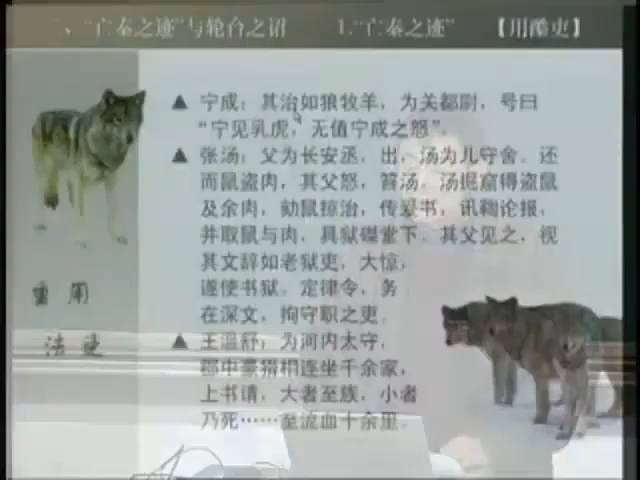 、“亡秦之迹”与轮台之诏 1.“亡秦之迹” 【用酷吏】
▲ 宁成：其治如狼牧羊，为关都尉，号曰
“宁见乳虎，无值宁成之怒”。
▲ 张汤：父为长安丞，出，汤为儿守舍。还
而鼠盗肉，其父怒，笞汤，汤掘窟得盗鼠
及余肉，劾鼠掠治，传爰书，讯鞫论报，
并取鼠与肉，具狱磔堂下。其父见之，视
其文辞如老狱吏，大惊，
遂使书狱。定律令，务
在深文，拘守职之吏。
▲ 王温舒：为河内太守，
郡中豪猾相连坐千余家，
上书请，大者至族，小者
乃死……至流血十余里。
重用
法吏